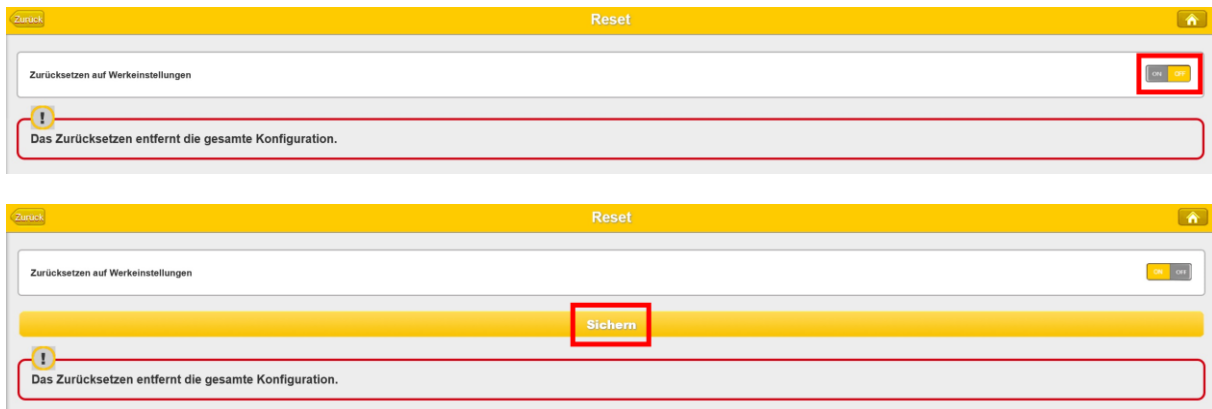 Zurück Reset
Zurücksetzen auf Werkeinstellungen ON OFF
!
Das Zurücksetzen entfernt die gesamte Konfiguration.
Zurück Reset
Zurücksetzen auf Werkeinstellungen ON OFF
Sichern
!
Das Zurücksetzen entfernt die gesamte Konfiguration.